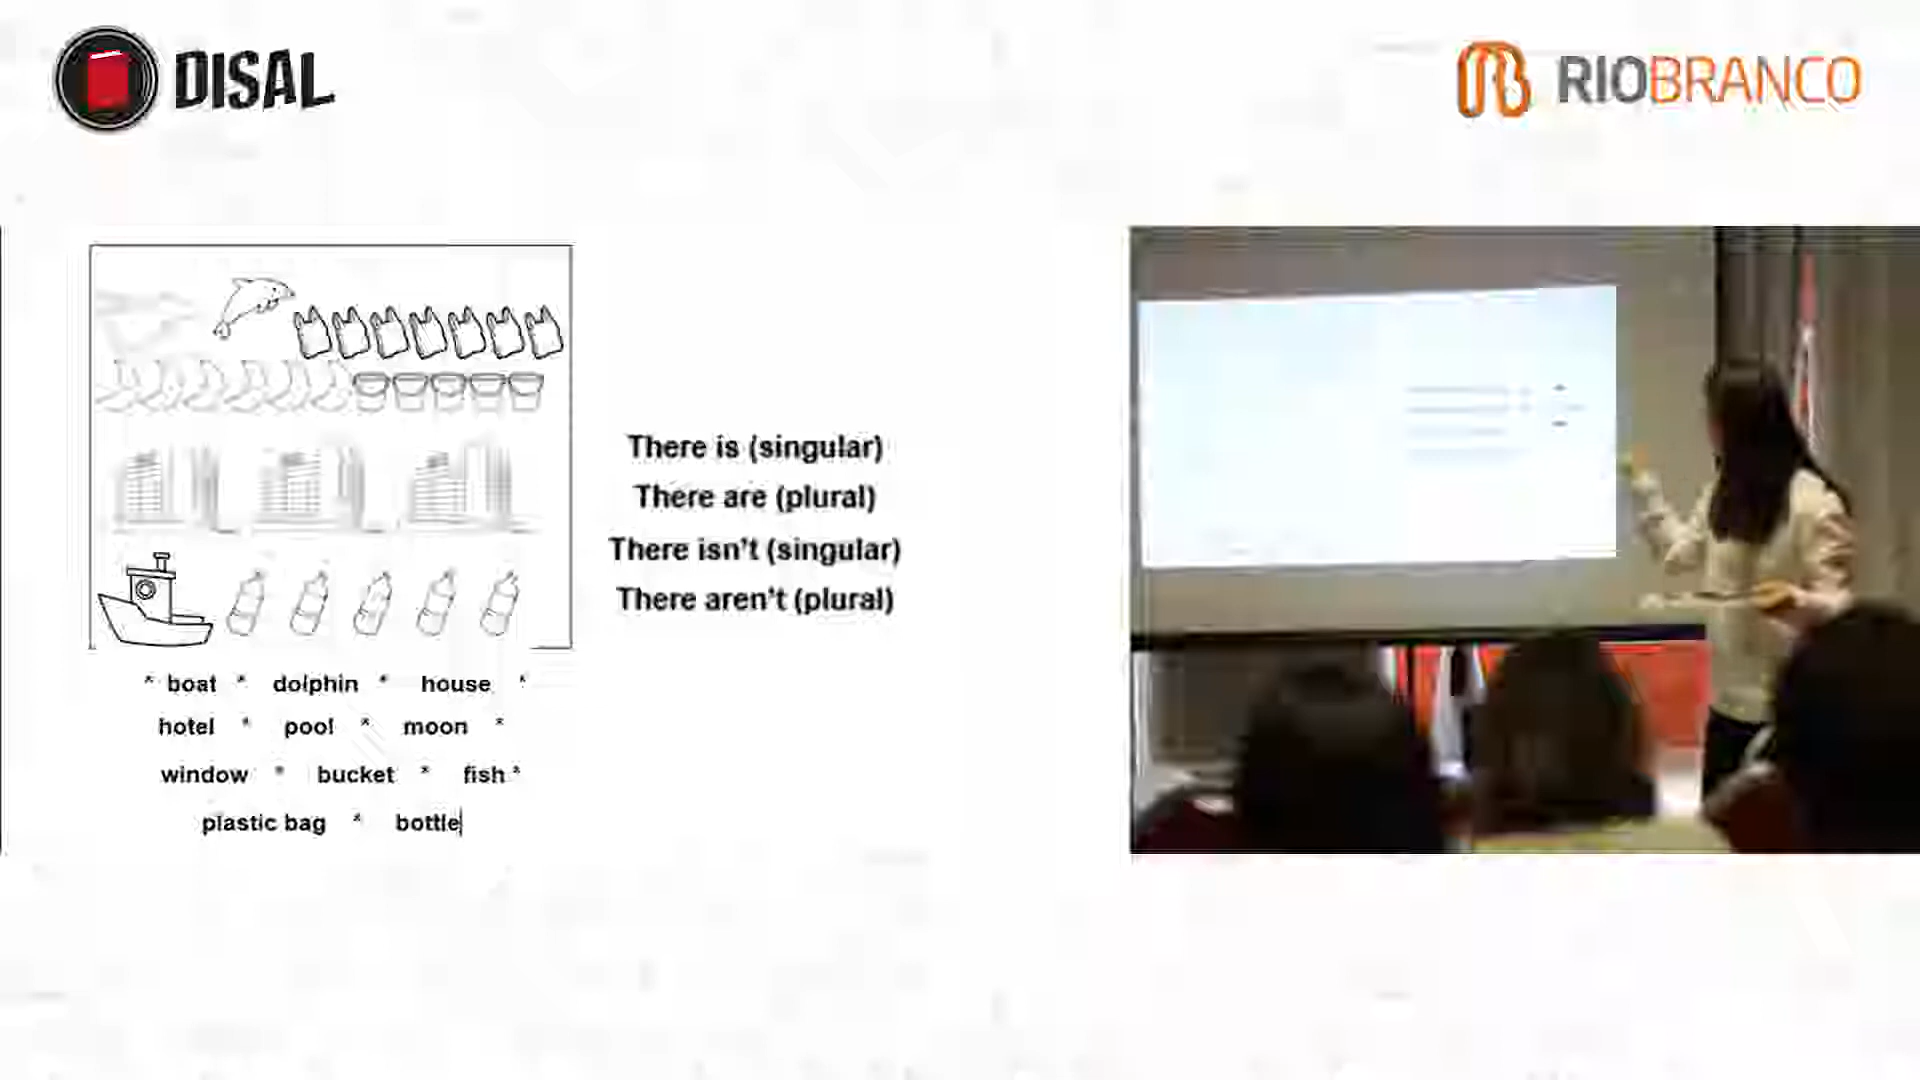 DISAL
RIOBRANCO
There is (singular)
There are (plural)
There isn't (singular)
There aren't (plural)
* boat * dolphin * house *
hotel * pool * moon *
window * bucket * fish *
plastic bag * bottle